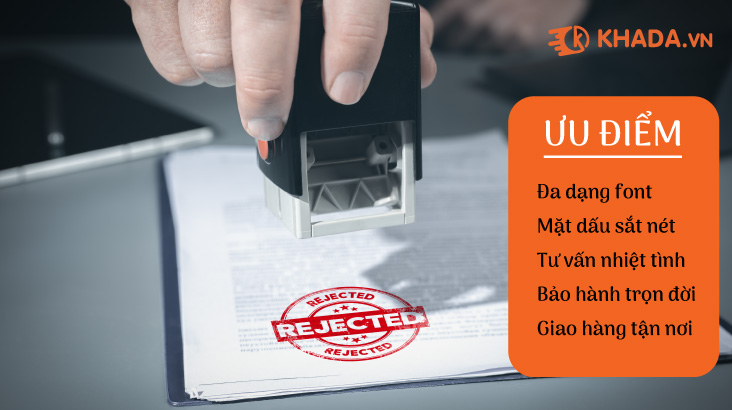 KHADA.VN
ƯU ĐIỂM
Đa dạng font
Mặt dấu sắt nét
Tư vấn nhiệt tình
Bảo hành trọn đời
Giao hàng tận nơi
REJECTED
REJECTED
REJECTED